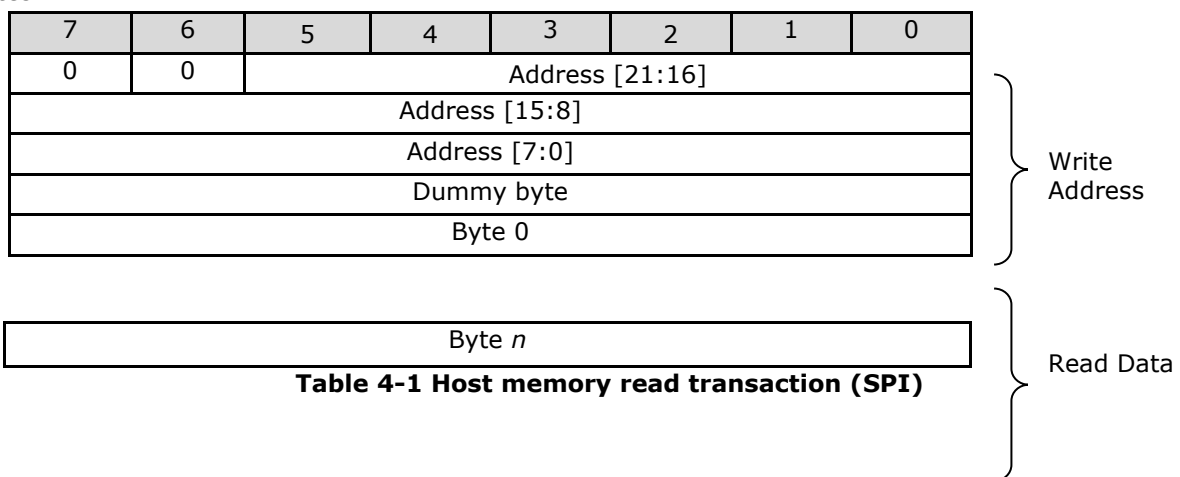 7 6 5 4 3 2 1 0
0 0 Address [21:16]
Address [15:8]
Address [7:0]
Dummy byte
Byte 0
Write
Address
Byte n
Table 4-1 Host memory read transaction (SPI)
Read Data